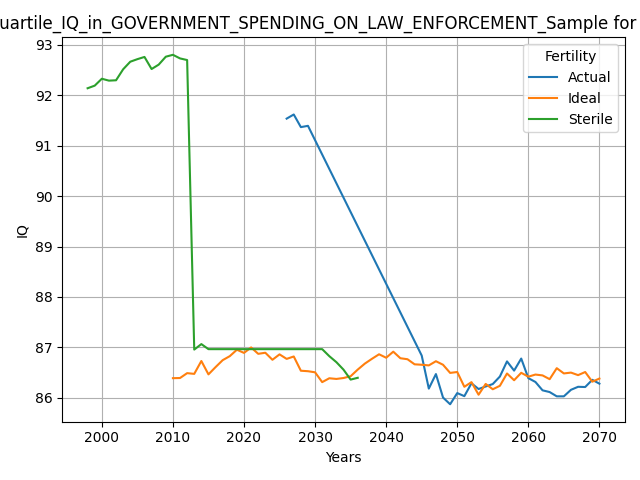 uartile_IQ_in_GOVERNMENT_SPENDING_ON_LAW_ENFORCEMENT_Sample for
93
92
91
90
89
88
87
86
IQ
Fertility
Actual
Ideal
Sterile
2000 2010 2020 2030 2040 2050 2060 2070
Years